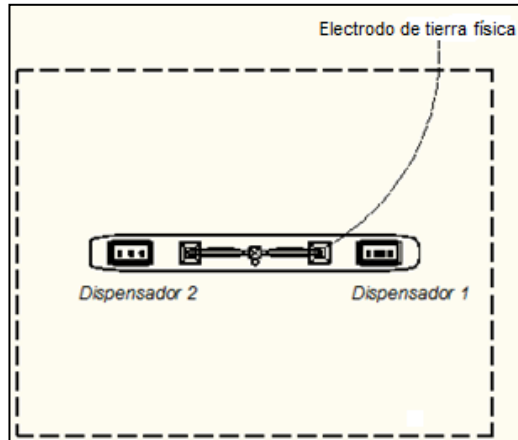 Electrodo de tierra física
Dispensador 2
Dispensador 1